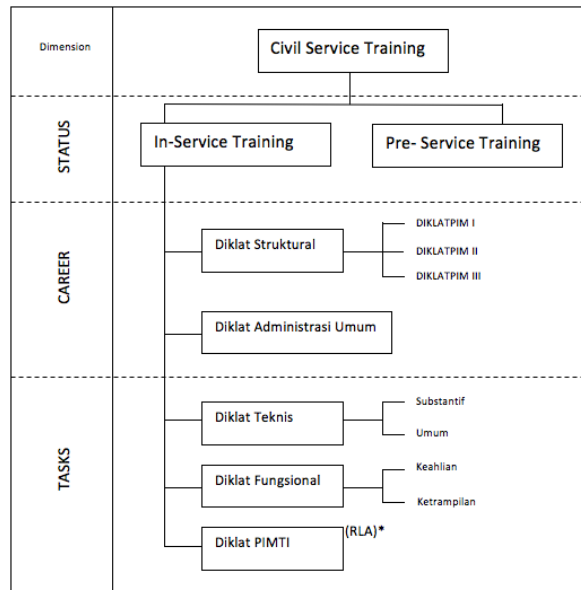 Dimension
Civil Service Training
STATUS
In-Service Training
Pre- Service Training
CAREER
Diklat Struktural
DIKLATPIM I
DIKLATPIM II
DIKLATPIM III
Diklat Administrasi Umum
TASKS
Diklat Teknis
Substantif
Umum
Diklat Fungsional
Keahlian
Ketrampilan
Diklat PIMTI
(RLA)*